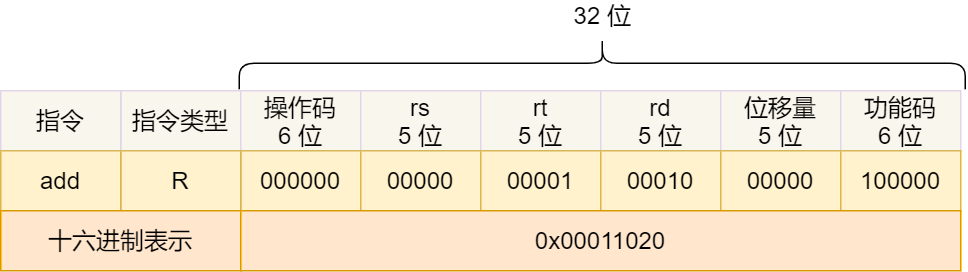 32 位
指令
指令类型
操作码
6 位
rs
5 位
rt
5 位
rd
5 位
位移量
5 位
功能码
6 位
add
R
000000
00000
00001
00010
00000
100000
十六进制表示
0x00011020